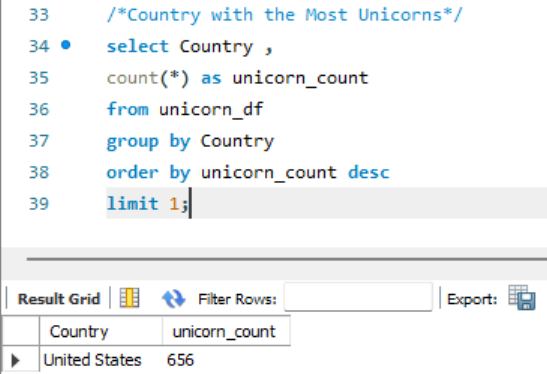 33 /*Country with the Most Unicorns*/
34 select Country ,
35 count(*) as unicorn_count
36 from unicorn_df
37 group by Country
38 order by unicorn_count desc
39 limit 1;
Result Grid Filter Rows: Export:
Country unicorn_count
United States 656